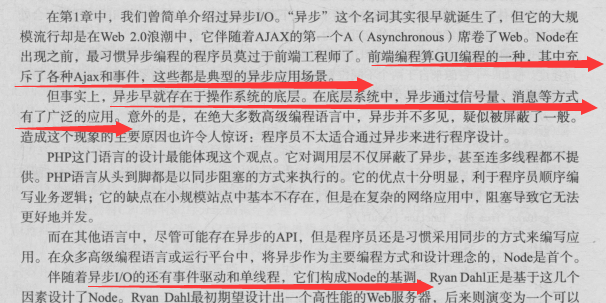 在第1章中，我们曾简单介绍过异步I/O。“异步”这个名词其实很早就诞生了，但它的大规
模流行却是在Web 2.0浪潮中，它伴随着AJAX的第一个A（Asynchronous）席卷了Web。Node在
出现之前，最习惯异步编程的程序员莫过于前端工程师了。前端编程算GUI编程的一种，其中充
斥了各种Ajax和事件，这些都是典型的异步应用场景。
但事实上，异步早就存在于操作系统的底层。在底层系统中，异步通过信号量、消息等方式
有了广泛的应用。意外的是，在绝大多数高级编程语言中，异步并不多见，疑似被屏蔽了一般。
造成这个现象的主要原因也许令人惊讶：程序员不太适合通过异步来进行程序设计。
PHP这门语言的设计最能体现这个观点。它对调用层不仅屏蔽了异步，甚至连多线程都不提
供。PHP语言从头到脚都是以同步阻塞的方式来执行的。它的优点十分明显，利于程序员顺序编
写业务逻辑；它的缺点在小规模站点中基本不存在，但是在复杂的网络应用中，阻塞导致它无法
更好地并发。
而在其他语言中，尽管可能存在异步的API，但是程序员还是习惯采用同步的方式来编写应
用。在众多高级编程语言或运行平台中，将异步作为主要编程方式和设计理念的，Node是首个。
伴随着异步I/O的还有事件驱动和单线程，它们构成Node的基调，Ryan Dahl正是基于这几个
因素设计了Node。Ryan Dahl最初期望设计出一个高性能的Web服务器，后来则演变为一个可以